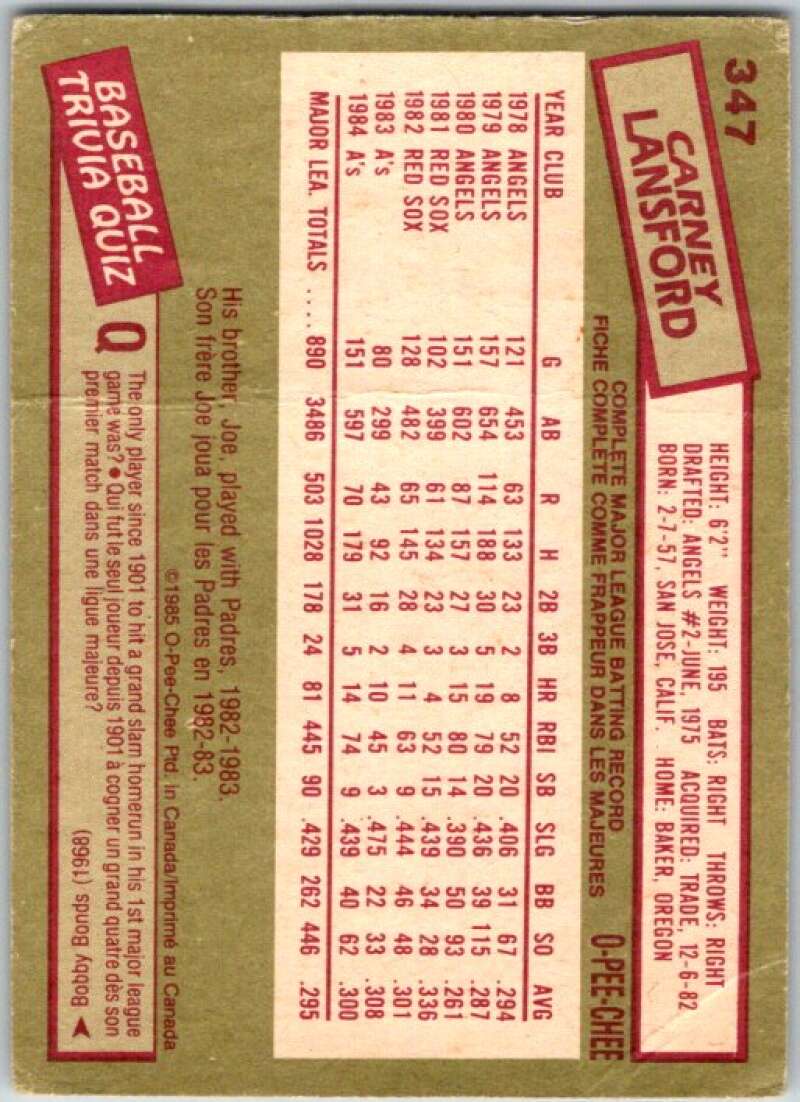 347
CARNEY
LANSFORD
HEIGHT: 6'2" WEIGHT: 195 BATS: RIGHT THROWS: RIGHT
DRAFTED: ANGELS #2-JUNE, 1975 ACQUIRED: TRADE, 12-6-82
BORN: 2-7-57, SAN JOSE, CALIF. HOME: BAKER, OREGON
COMPLETE MAJOR LEAGUE BATTING RECORD
FICHE COMPLETE COMME FRAPPEUR DANS LES MAJEURES
O-PEE-CHEE
YEAR CLUB G AB R H 2B 3B HR RBI SB SLG BB SO AVG
1978 ANGELS 121 453 63 133 23 2 8 52 20 .406 31 67 .294
1979 ANGELS 157 654 114 188 30 5 19 79 20 .436 39 115 .287
1980 ANGELS 151 602 87 157 27 3 15 80 14 .390 50 93 .261
1981 RED SOX 102 399 61 134 23 3 4 52 15 .439 34 28 .336
1982 RED SOX 128 482 65 145 28 4 11 63 9 .444 46 48 .301
1983 A's 80 299 43 92 16 2 10 45 3 .475 22 33 .308
1984 A's 151 597 70 179 31 5 14 74 9 .439 40 62 .300
MAJOR LEA. TOTALS .... 890 3486 503 1028 178 24 81 445 90 .429 262 446 .295
His brother, Joe, played with Padres, 1982-1983.
Son frère Joe joua pour les Padres en 1982-83.
©1985 O-Pee-Chee Ptd. in Canada/Imprimé au Canada
BASEBALL
TRIVIA QUIZ
Q The only player since 1901 to hit a grand slam homerun in his 1st major league
game was? • Qui fut le seul joueur depuis 1901 à cogner un grand quatre dès son
premier match dans une ligue majeure?
Bobby Bonds (1968)